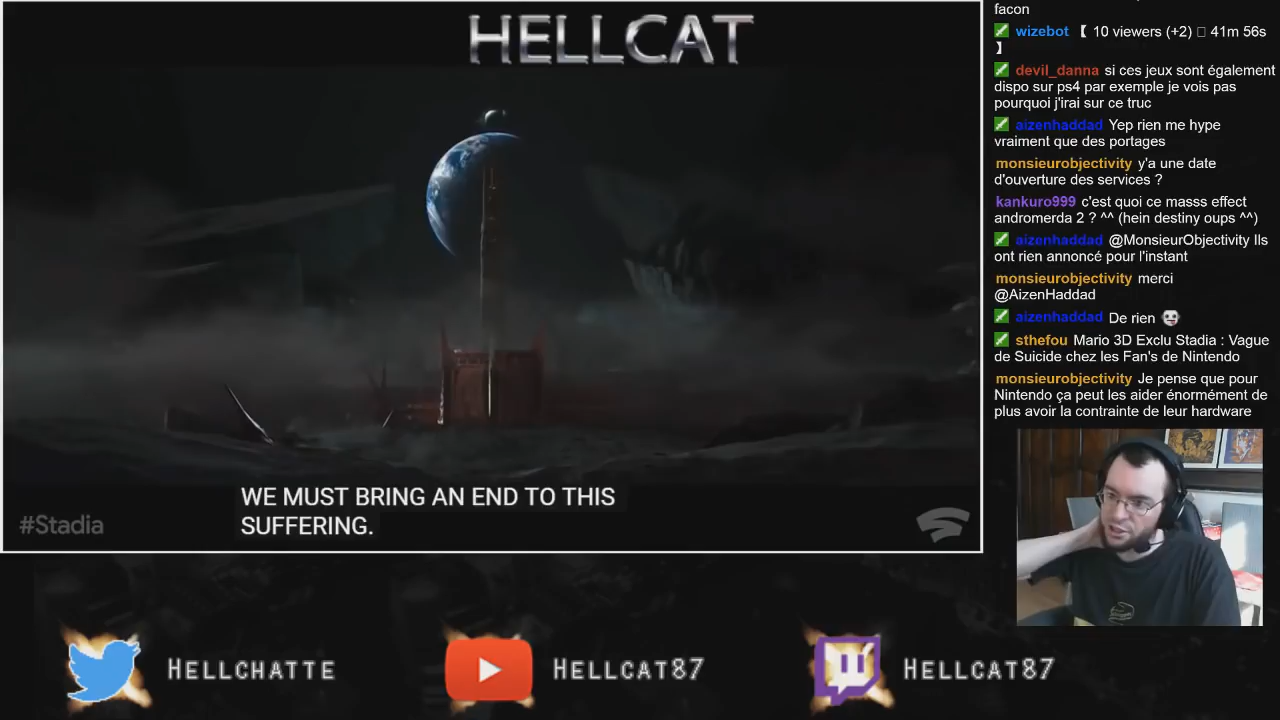 HELLCAT
WE MUST BRING AN END TO THIS
SUFFERING.
#Stadia
facon
wizebot 【 10 viewers (+2) 41m 56s
】
devil_danna si ces jeux sont également
dispo sur ps4 par exemple je vois pas
pourquoi j'irai sur ce truc
aizenhaddad Yep rien me hype
vraiment que des portages
monsieurobjectivity y'a une date
d'ouverture des services ?
kankuro999 c'est quoi ce masss effect
andromerda 2 ? ^^ (hein destiny oups ^^)
aizenhaddad @MonsieurObjectivity Ils
ont rien annoncé pour l'instant
monsieurobjectivity merci
@AizenHaddad
aizenhaddad De rien
sthefou Mario 3D Exclu Stadia : Vague
de Suicide chez les Fan's de Nintendo
monsieurobjectivity Je pense que pour
Nintendo ça peut les aider énormément de
plus avoir la contrainte de leur hardware
HELLCHATTE
HELLCAT87
HELLCAT87